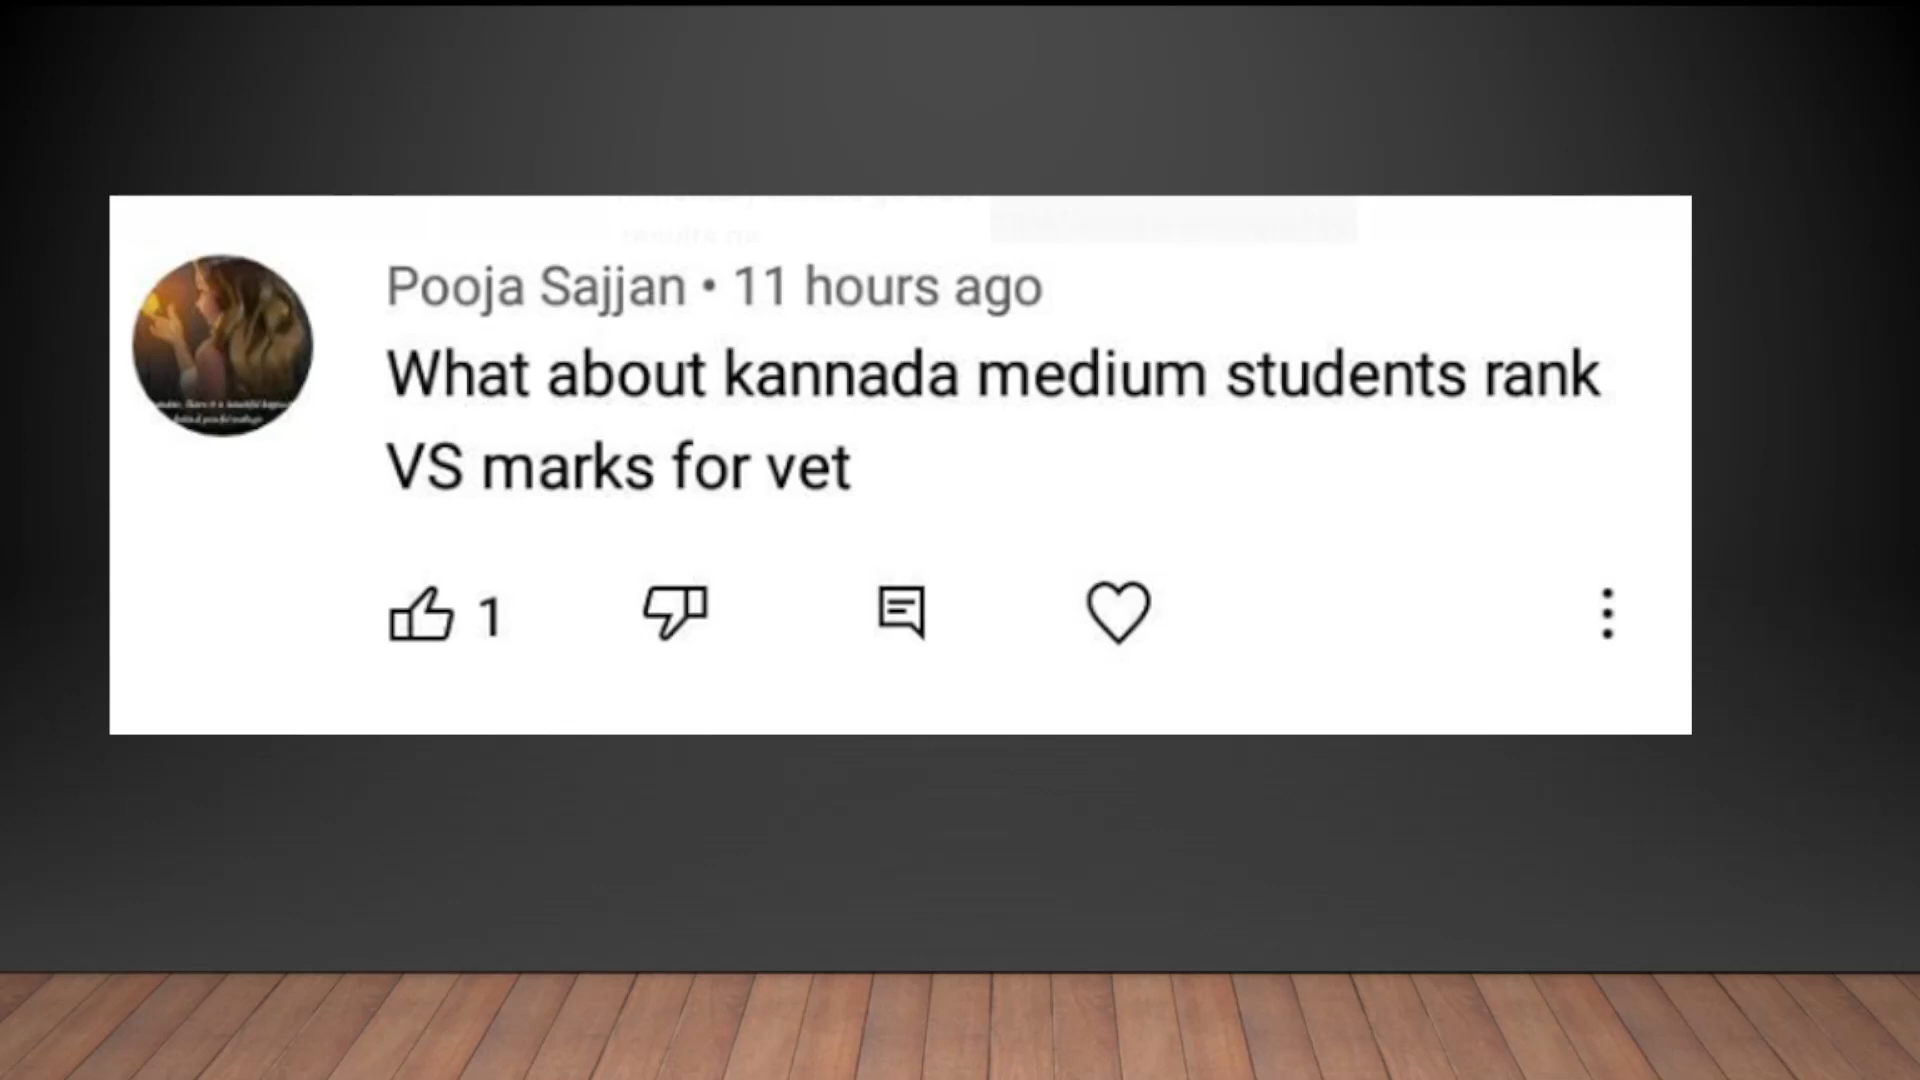 Pooja Sajjan • 11 hours ago
What about kannada medium students rank
VS marks for vet
1